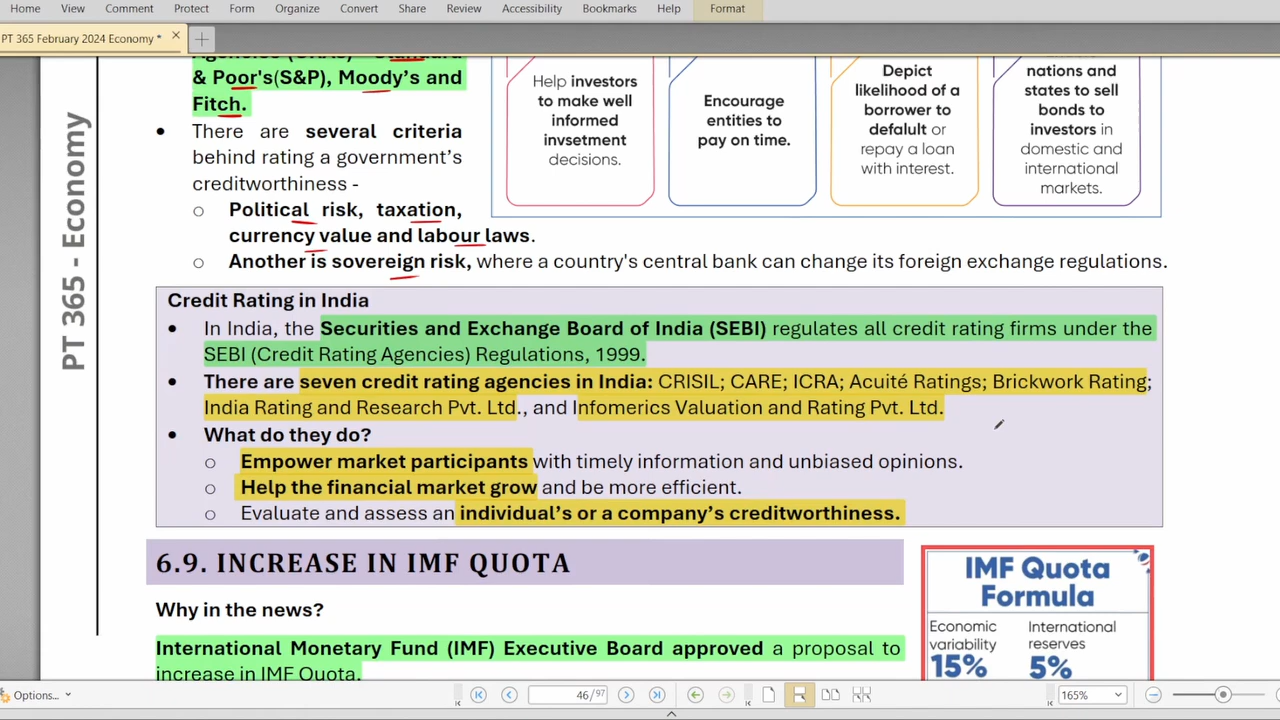 Home View Comment Protect Form Organize Convert Share Review Accessibility Bookmarks Help Format
PT 365 February 2024 Economy *
& Poor's(S&P), Moody's and
Fitch.
There are several criteria
behind rating a government's
creditworthiness -
Political risk, taxation,
currency value and labour laws.
Another is sovereign risk, where a country's central bank can change its foreign exchange regulations.
Help investors
to make well
informed
invsetment
decisions.
Encourage
entities to
pay on time.
Depict
likelihood of a
borrower to
defalult or
repay a loan
with interest.
nations and
states to sell
bonds to
investors in
domestic and
international
markets.
PT 365 - Economy
Credit Rating in India
In India, the Securities and Exchange Board of India (SEBI) regulates all credit rating firms under the
SEBI (Credit Rating Agencies) Regulations, 1999.
There are seven credit rating agencies in India: CRISIL; CARE; ICRA; Acuité Ratings; Brickwork Rating;
India Rating and Research Pvt. Ltd., and Infomerics Valuation and Rating Pvt. Ltd.
What do they do?
Empower market participants with timely information and unbiased opinions.
Help the financial market grow and be more efficient.
Evaluate and assess an individual's or a company's creditworthiness.
6.9. INCREASE IN IMF QUOTA
Why in the news?
International Monetary Fund (IMF) Executive Board approved a proposal to
increase in IMF Quota.
IMF Quota
Formula
Economic
variability
15%
International
reserves
5%
Options...
46 / 97
165%